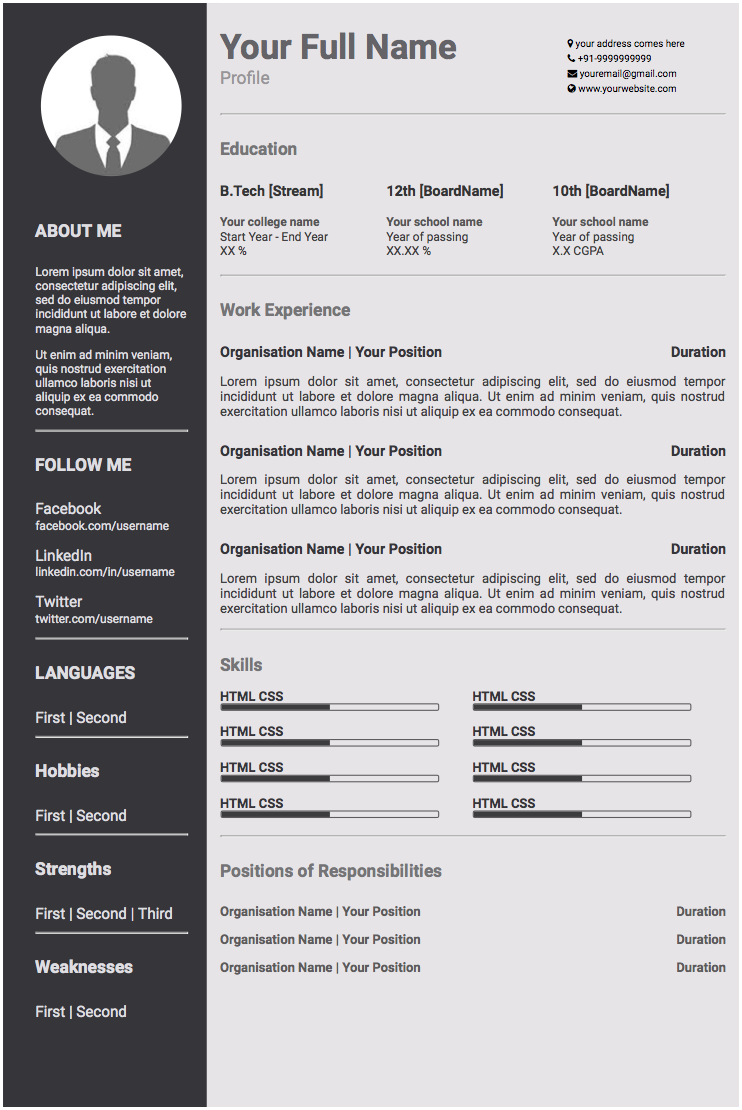 Your Full Name
Profile
your address comes here
+91-9999999999
youremail@gmail.com
www.yourwebsite.com
ABOUT ME
Lorem ipsum dolor sit amet,
consectetur adipiscing elit,
sed do eiusmod tempor
incididunt ut labore et dolore
magna aliqua.
Ut enim ad minim veniam,
quis nostrud exercitation
ullamco laboris nisi ut
aliquip ex ea commodo
consequat.
FOLLOW ME
Facebook
facebook.com/username
LinkedIn
linkedin.com/in/username
Twitter
twitter.com/username
LANGUAGES
First | Second
Hobbies
First | Second
Strengths
First | Second | Third
Weaknesses
First | Second
Education
B.Tech [Stream]
Your college name
Start Year - End Year
XX %
12th [BoardName]
Your school name
Year of passing
XX.XX %
10th [BoardName]
Your school name
Year of passing
X.X CGPA
Work Experience
Organisation Name | Your Position Duration
Lorem ipsum dolor sit amet, consectetur adipiscing elit, sed do eiusmod tempor
incididunt ut labore et dolore magna aliqua. Ut enim ad minim veniam, quis nostrud
exercitation ullamco laboris nisi ut aliquip ex ea commodo consequat.
Organisation Name | Your Position Duration
Lorem ipsum dolor sit amet, consectetur adipiscing elit, sed do eiusmod tempor
incididunt ut labore et dolore magna aliqua. Ut enim ad minim veniam, quis nostrud
exercitation ullamco laboris nisi ut aliquip ex ea commodo consequat.
Organisation Name | Your Position Duration
Lorem ipsum dolor sit amet, consectetur adipiscing elit, sed do eiusmod tempor
incididunt ut labore et dolore magna aliqua. Ut enim ad minim veniam, quis nostrud
exercitation ullamco laboris nisi ut aliquip ex ea commodo consequat.
Skills
HTML CSS HTML CSS
HTML CSS HTML CSS
HTML CSS HTML CSS
HTML CSS HTML CSS
Positions of Responsibilities
Organisation Name | Your Position Duration
Organisation Name | Your Position Duration
Organisation Name | Your Position Duration